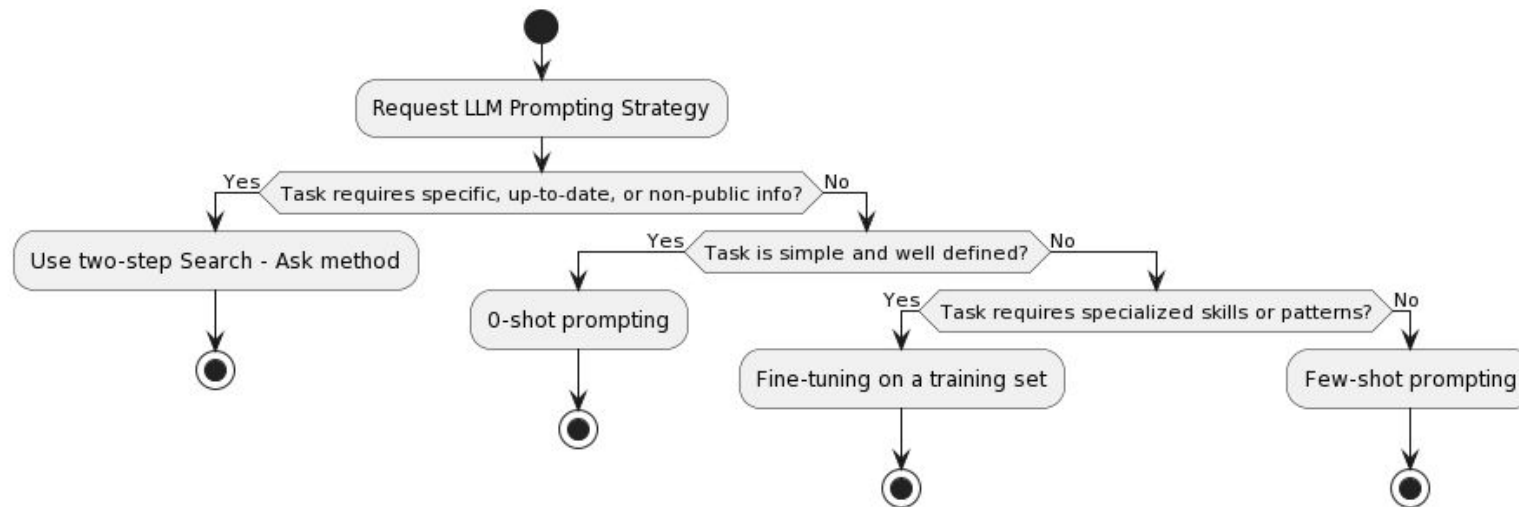 Request LLM Prompting Strategy
Yes
Task requires specific, up-to-date, or non-public info?
No
Use two-step Search - Ask method
Yes
Task is simple and well defined?
No
0-shot prompting
Yes
Task requires specialized skills or patterns?
No
Fine-tuning on a training set
Few-shot prompting